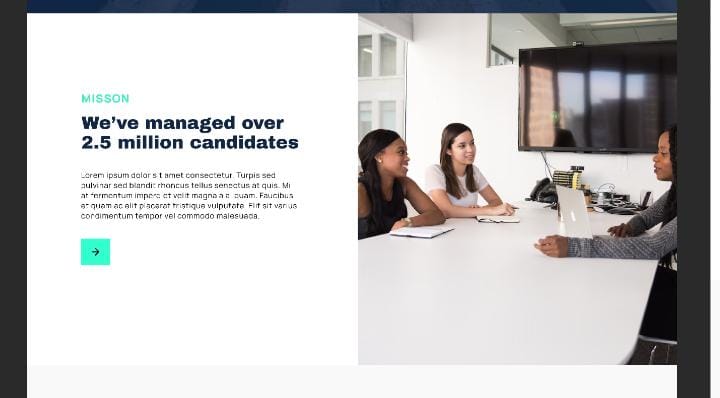 MISSON
We've managed over
2.5 million candidates
Lorem ipsum dolor sit amet consectetur. Turpis sed
pulvinar sed blandit rhoncus tellus senectus at quis. Mi
at fermentum imperd et velit magna a quam. Faucibus
et quam ac elit placerat tristique vulputate. Elit sit varius
condimentum tempor vel commodo malesuada.